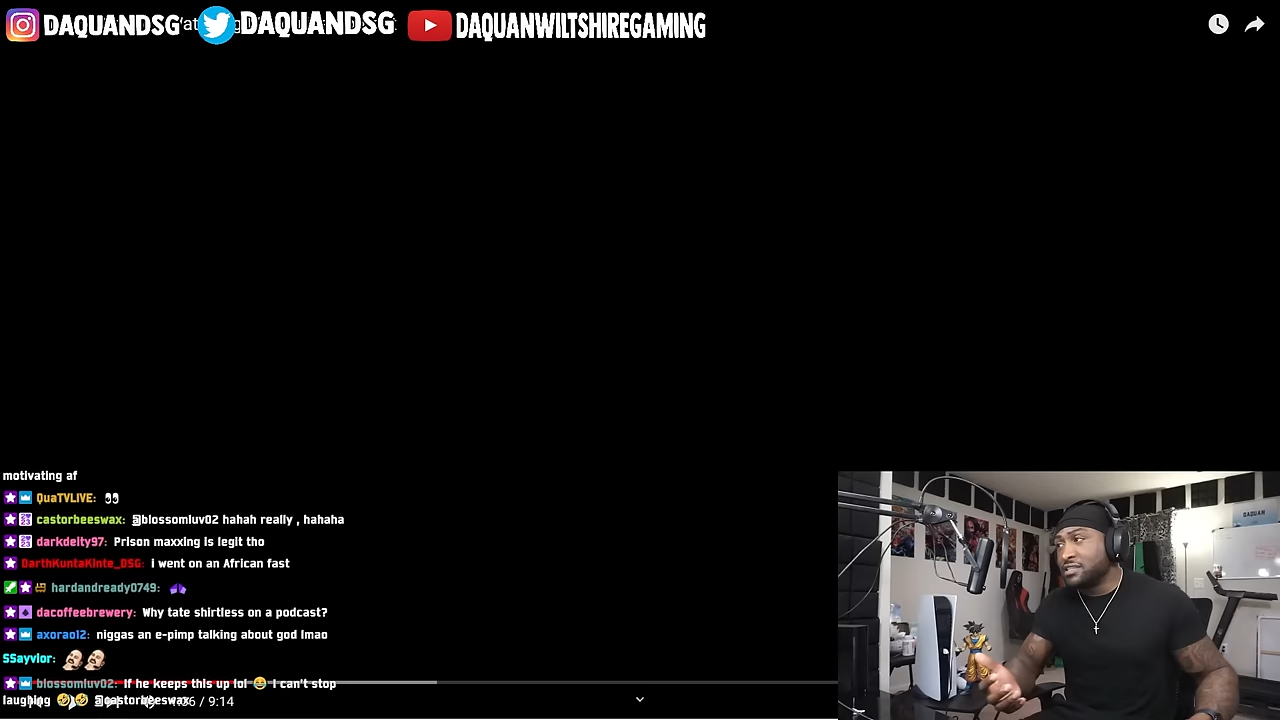 DAQUANDSG DAQUANDSG DAQUANWILTSHIREGAMING
motivating af
QuaTVLIVE: 👀
castorbeeswax: @blossomluv02 hahah really , hahaha
darkdeity97: Prison maxxing is legit tho
DarthKuntaKinte_DSG: i went on an African fast
hardandready0749:
dacoffeebrewery: Why tate shirtless on a podcast?
axoraol2: niggas an e-pimp talking about god lmao
SSayvior:
blossomluv02: If he keeps this up lol 😂 i can't stop
laughing 🤣🤣 @castorbeeswax
/ 9:14
DAQUAN